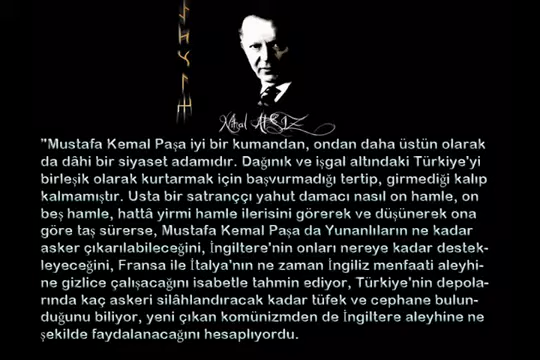 Nihal ATSIZ
"Mustafa Kemal Paşa iyi bir kumandan, ondan daha üstün olarak
da dâhi bir siyaset adamıdır. Dağınık ve işgal altındaki Türkiye'yi
birleşik olarak kurtarmak için başvurmadığı tertip, girmediği kalıp
kalmamıştır. Usta bir satrançcı yahut damacı nasıl on hamle, on
beş hamle, hattâ yirmi hamle ilerisini görerek ve düşünerek ona
göre taş sürerse, Mustafa Kemal Paşa da Yunanlıların ne kadar
asker çıkarılabileceğini, İngiltere'nin onları nereye kadar destek-
leyeceğini, Fransa ile İtalya'nın ne zaman İngiliz menfaati aleyhi-
ne gizlice çalışacağını isabetle tahmin ediyor, Türkiye'nin depola-
rında kaç askeri silâhlandıracak kadar tüfek ve cephane bulun-
duğunu biliyor, yeni çıkan komünizmden de İngiltere aleyhine ne
şekilde faydalanacağını hesaplıyordu.